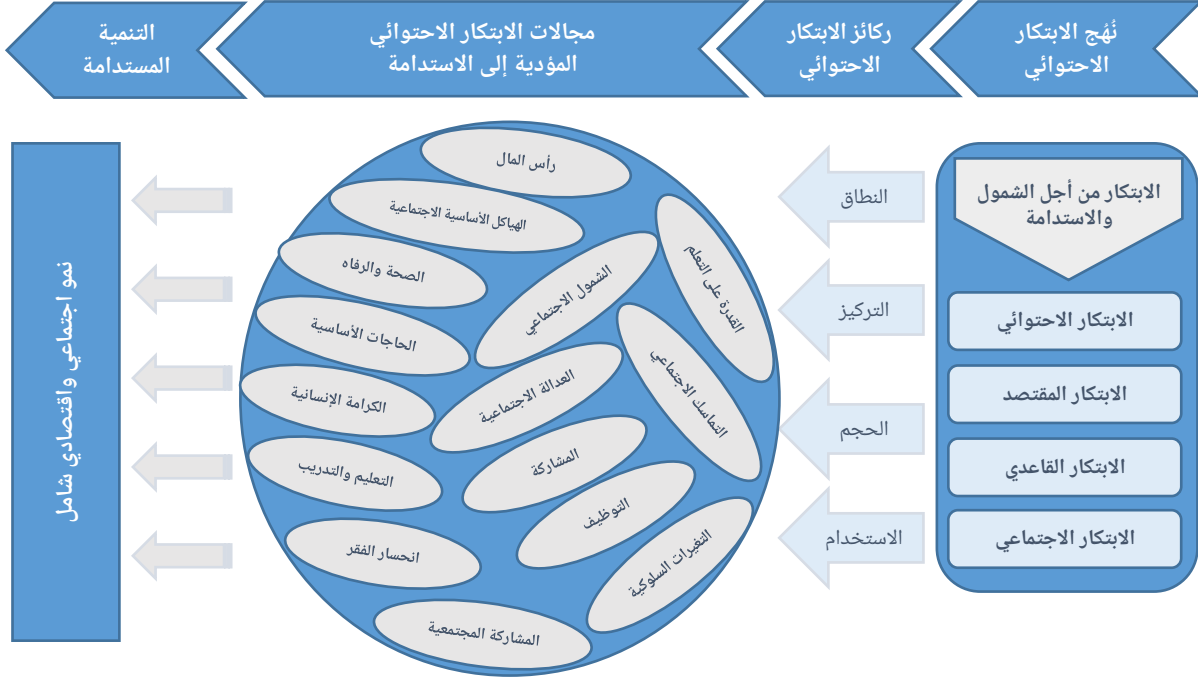 نُهُج الابتكار
الاحتوائي
ركائز الابتكار
الاحتوائي
مجالات الابتكار الاحتوائي
المؤدية إلى الاستدامة
التنمية
المستدامة
الابتكار من أجل الشمول
والاستدامة
الابتكار الاحتوائي
الابتكار المقتصد
الابتكار القاعدي
الابتكار الاجتماعي
النطاق
التركيز
الحجم
الاستخدام
رأس المال
الهياكل الأساسية الاجتماعية
الصحة والرفاه
الحاجات الأساسية
الكرامة الإنسانية
التعليم والتدريب
انحسار الفقر
المشاركة المجتمعية
القدرة على التعلم
الشمول الاجتماعي
التماسك الاجتماعي
العدالة الاجتماعية
المشاركة
التوظيف
التغيرات السلوكية
نمو اجتماعي واقتصادي شامل